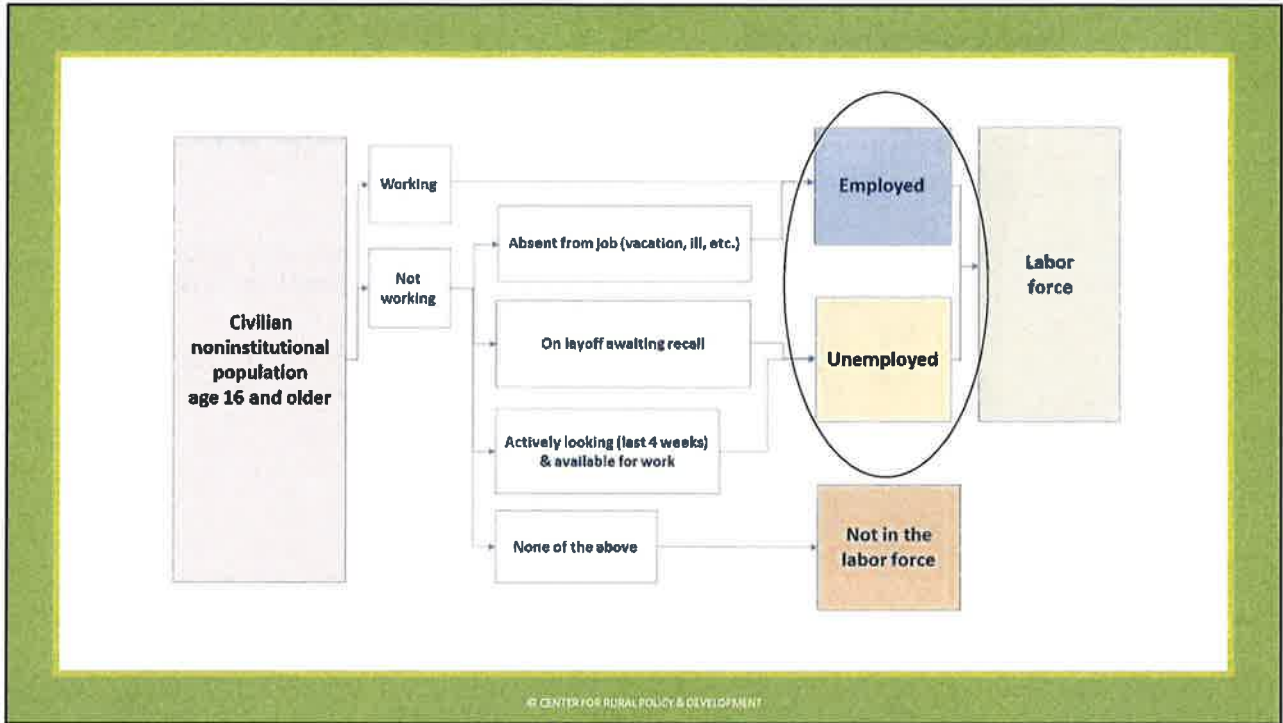 Civilian
noninstitutional
population
age 16 and older
Working
Not
working
Absent from job (vacation, ill, etc.)
On layoff awaiting recall
Actively looking (last 4 weeks)
& available for work
None of the above
Employed
Unemployed
Not in the
labor force
Labor
force
© CENTER FOR RURAL POLICY & DEVELOPMENT